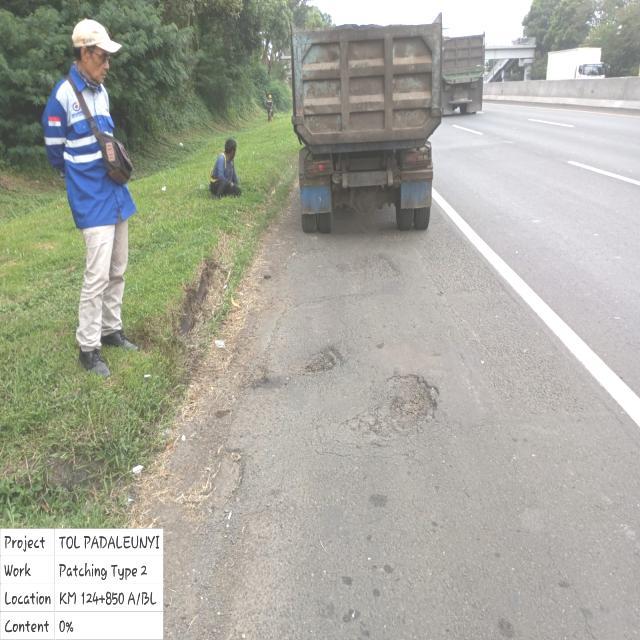 Project TOL PADALEUNYI
Work Patching Type 2
Location KM 124+850 A/BL
Content 0%